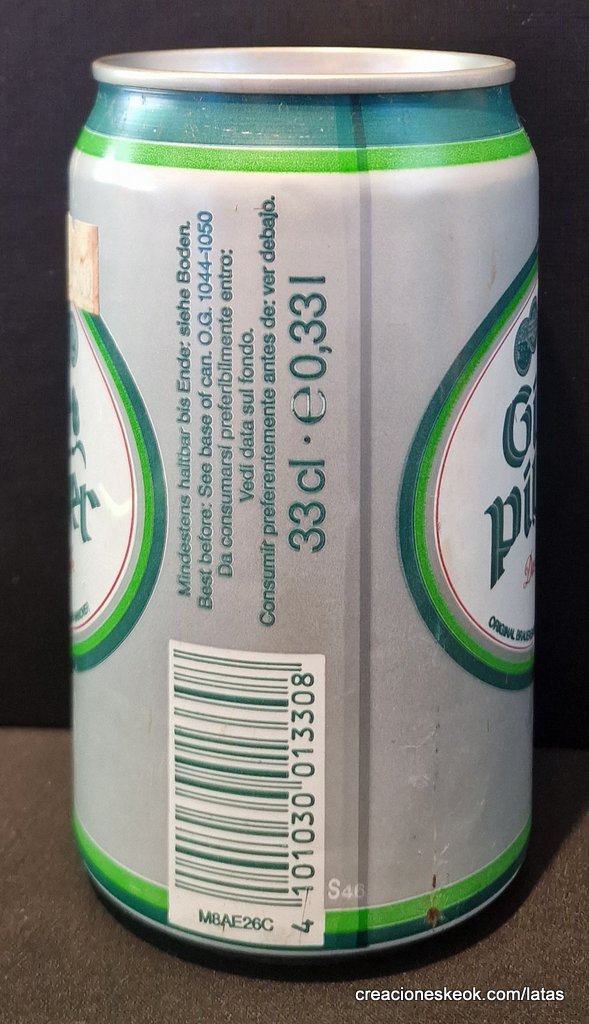 Mindestens haltbar bis Ende: siehe Boden.
Best before: See base of can. O.G. 1044-1050
Da consumarsi preferibilmente entro:
Vedi data sul fondo.
Consumir preferentemente antes de: ver debajo.
33 cl · e 0,33 l
4 101030 013308
M8AE26C
S46
ORIGINAL
creacioneskeok.com/latas